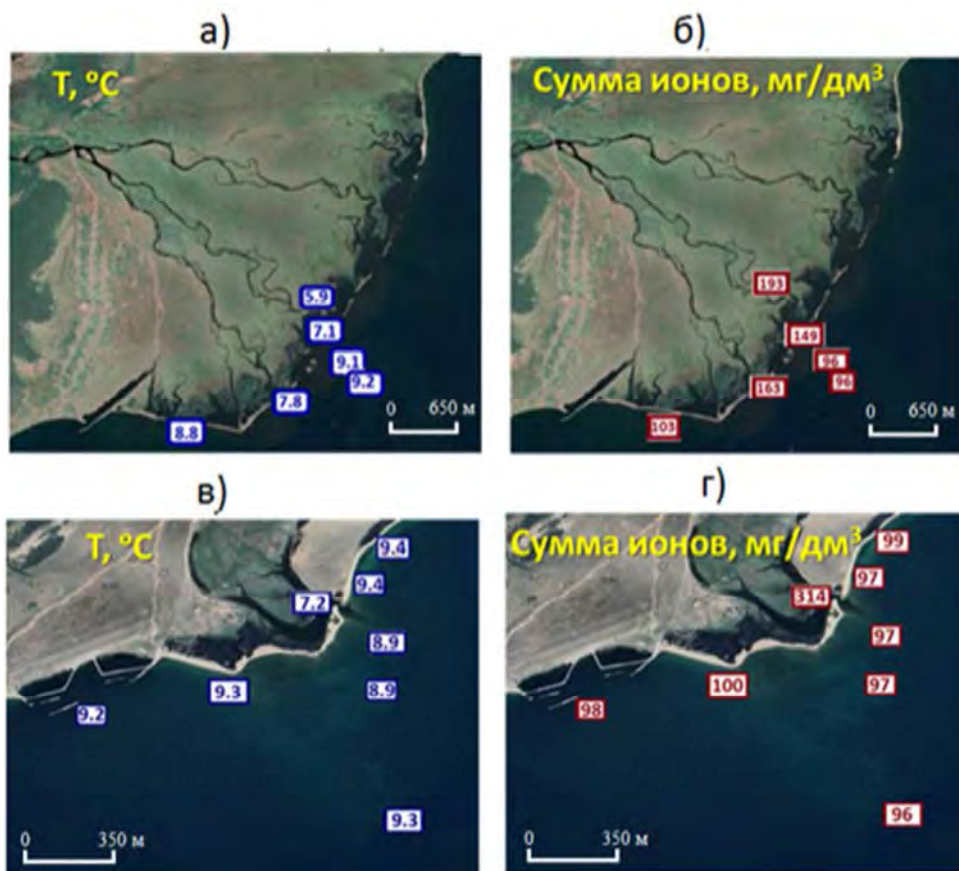 а)
Т, °С
5.9
7.1
9.1
9.2
7.8
8.8
0 650 м
б)
Сумма ионов, мг/дм³
193
149
96
96
163
103
0 650 м
в)
Т, °С
9.4
9.4
7.2
8.9
8.9
9.3
9.2
9.3
0 350 м
г)
Сумма ионов, мг/дм³
99
97
314
97
97
100
98
96
0 350 м